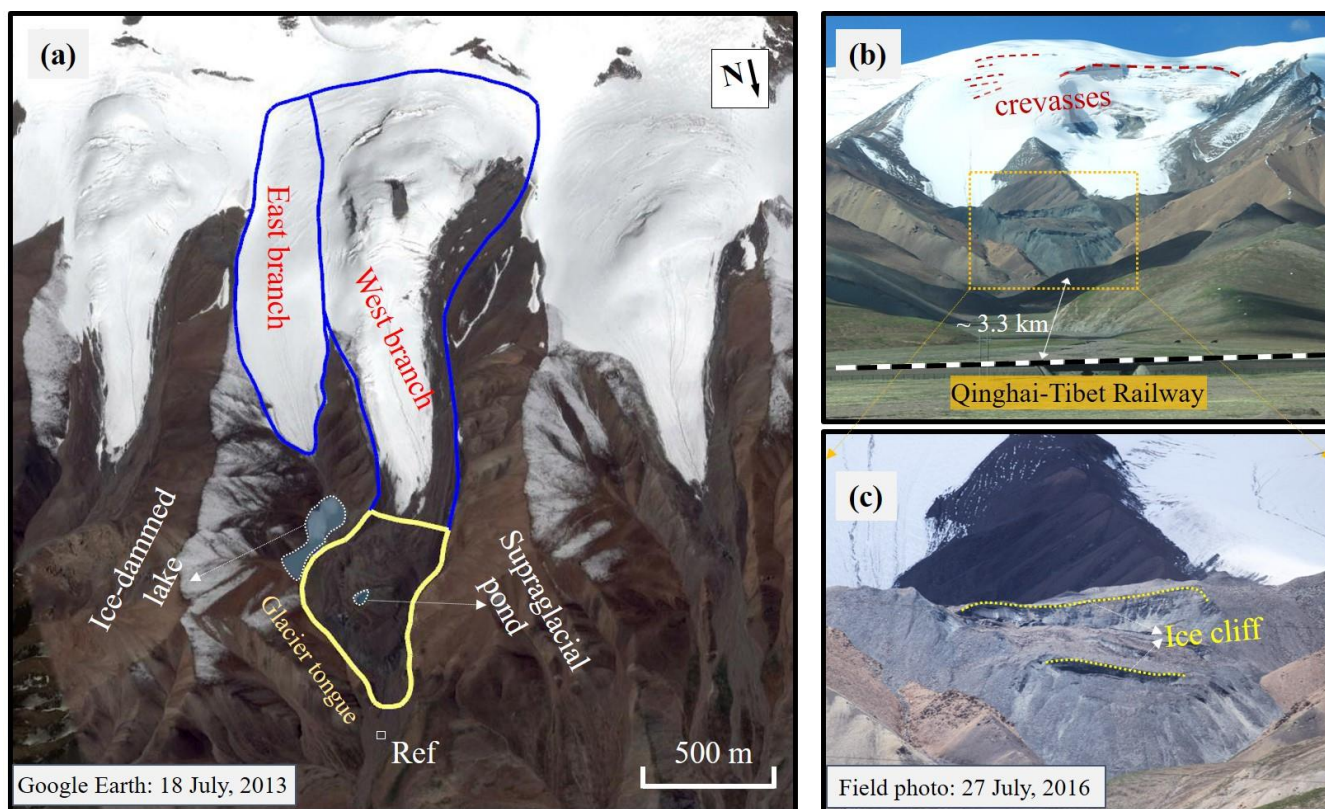 (a)
N
East branch
West branch
Ice-dammed
lake
Glacier tongue
Supraglacial
pond
Ref
500 m
Google Earth: 18 July, 2013
(b)
crevasses
~ 3.3 km
Qinghai-Tibet Railway
(c)
Ice cliff
Field photo: 27 July, 2016